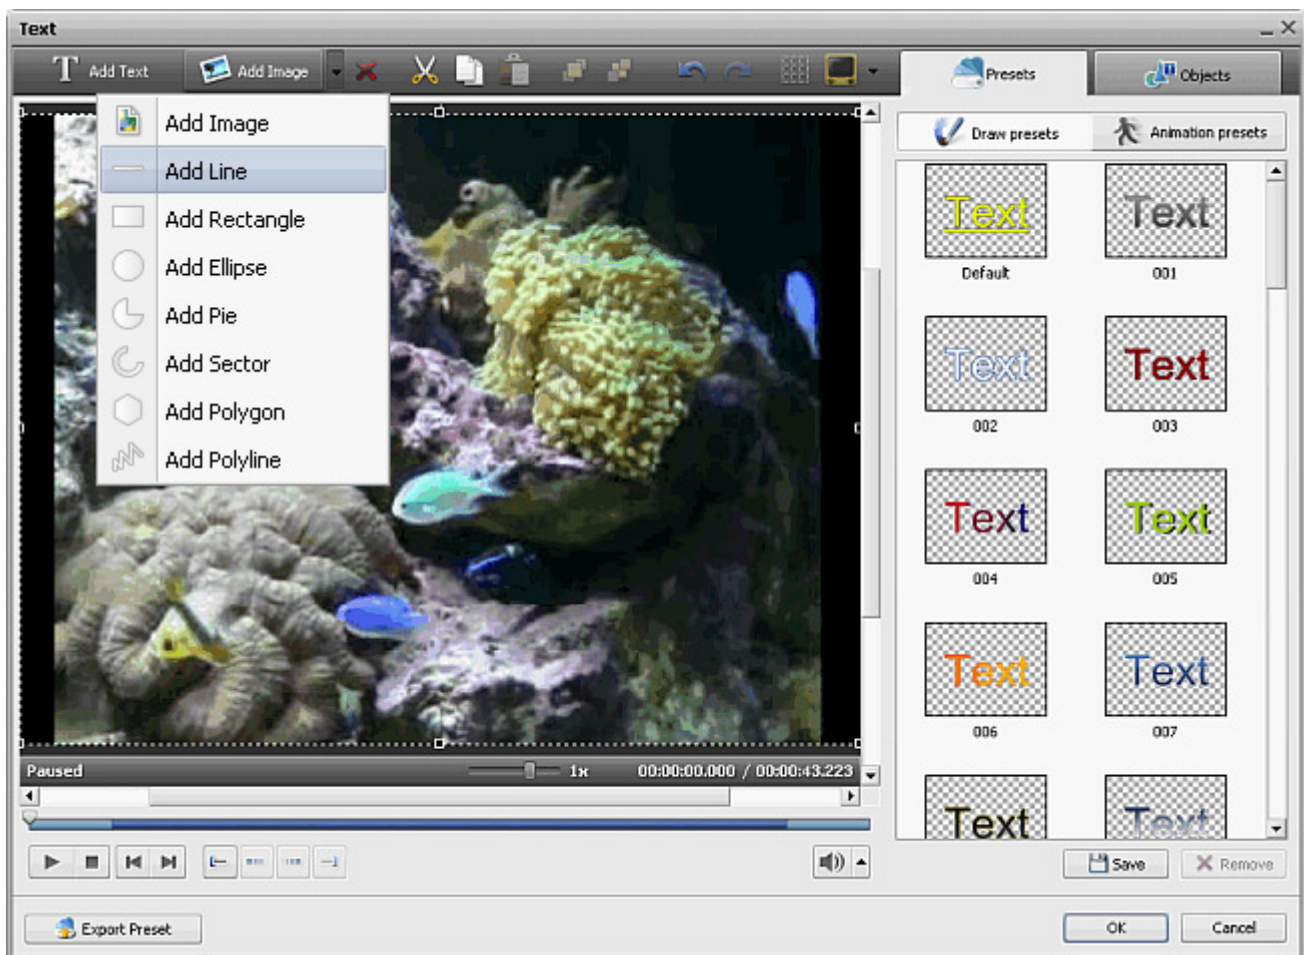 Text
Add Text
Add Image
Presets
Objects
Add Image
Add Line
Add Rectangle
Add Ellipse
Add Pie
Add Sector
Add Polygon
Add Polyline
Draw presets
Animation presets
Text
Text
Default
001
Text
Text
002
003
Text
Text
004
005
Text
Text
006
007
Text
Text
Paused
1x
00:00:00.000 / 00:00:43.223
Save
Remove
Export Preset
OK
Cancel